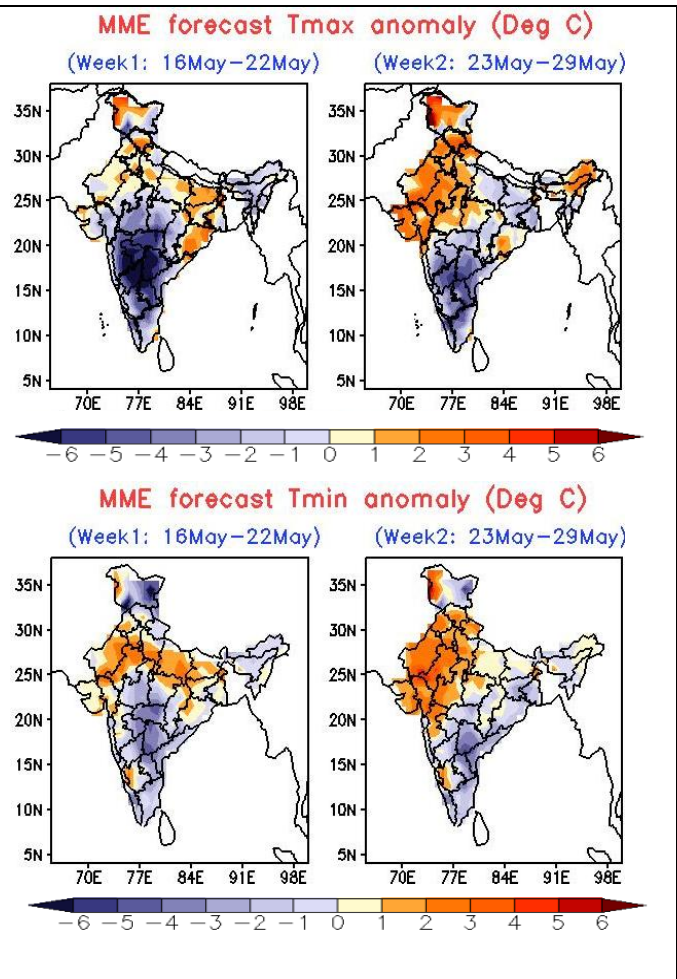 MME forecast Tmax anomaly (Deg C)
(Week1: 16May−22May) (Week2: 23May−29May)
35N 35N
30N 30N
25N 25N
20N 20N
15N 15N
10N 10N
5N 5N
70E 77E 84E 91E 98E 70E 77E 84E 91E 98E
−6 −5 −4 −3 −2 −1 0 1 2 3 4 5 6
MME forecast Tmin anomaly (Deg C)
(Week1: 16May−22May) (Week2: 23May−29May)
35N 35N
30N 30N
25N 25N
20N 20N
15N 15N
10N 10N
5N 5N
70E 77E 84E 91E 98E 70E 77E 84E 91E 98E
−6 −5 −4 −3 −2 −1 0 1 2 3 4 5 6